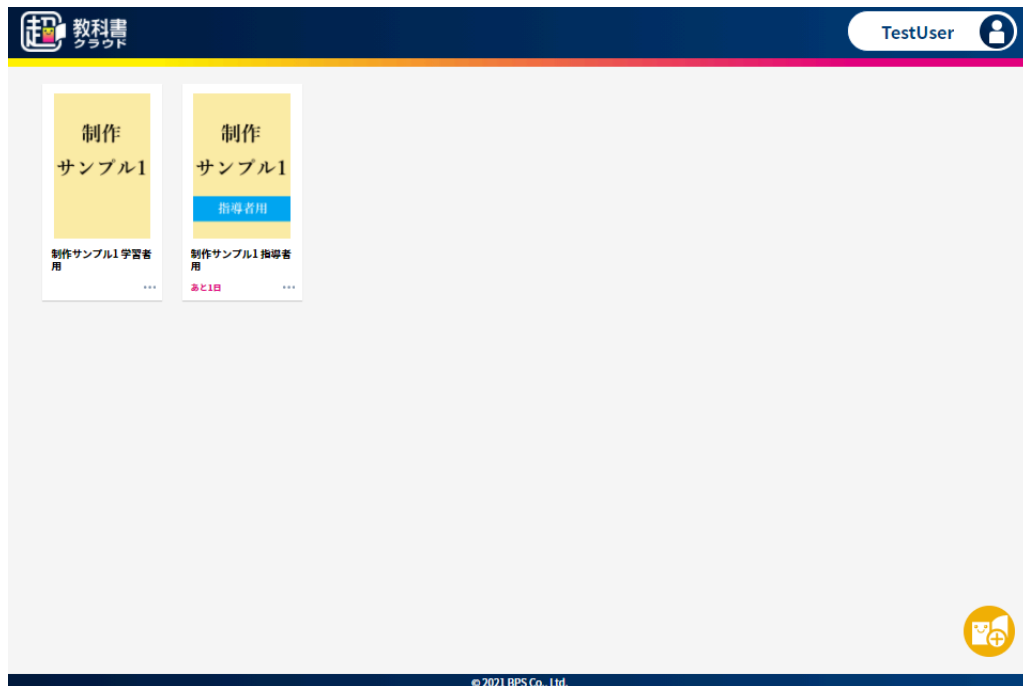 超 教科書
クラウド
TestUser
制作
サンプル1
制作サンプル1 学習者
用
...
制作
サンプル1
指導者用
制作サンプル1 指導者
用
あと1日
...
© 2021 BPS Co., Ltd.